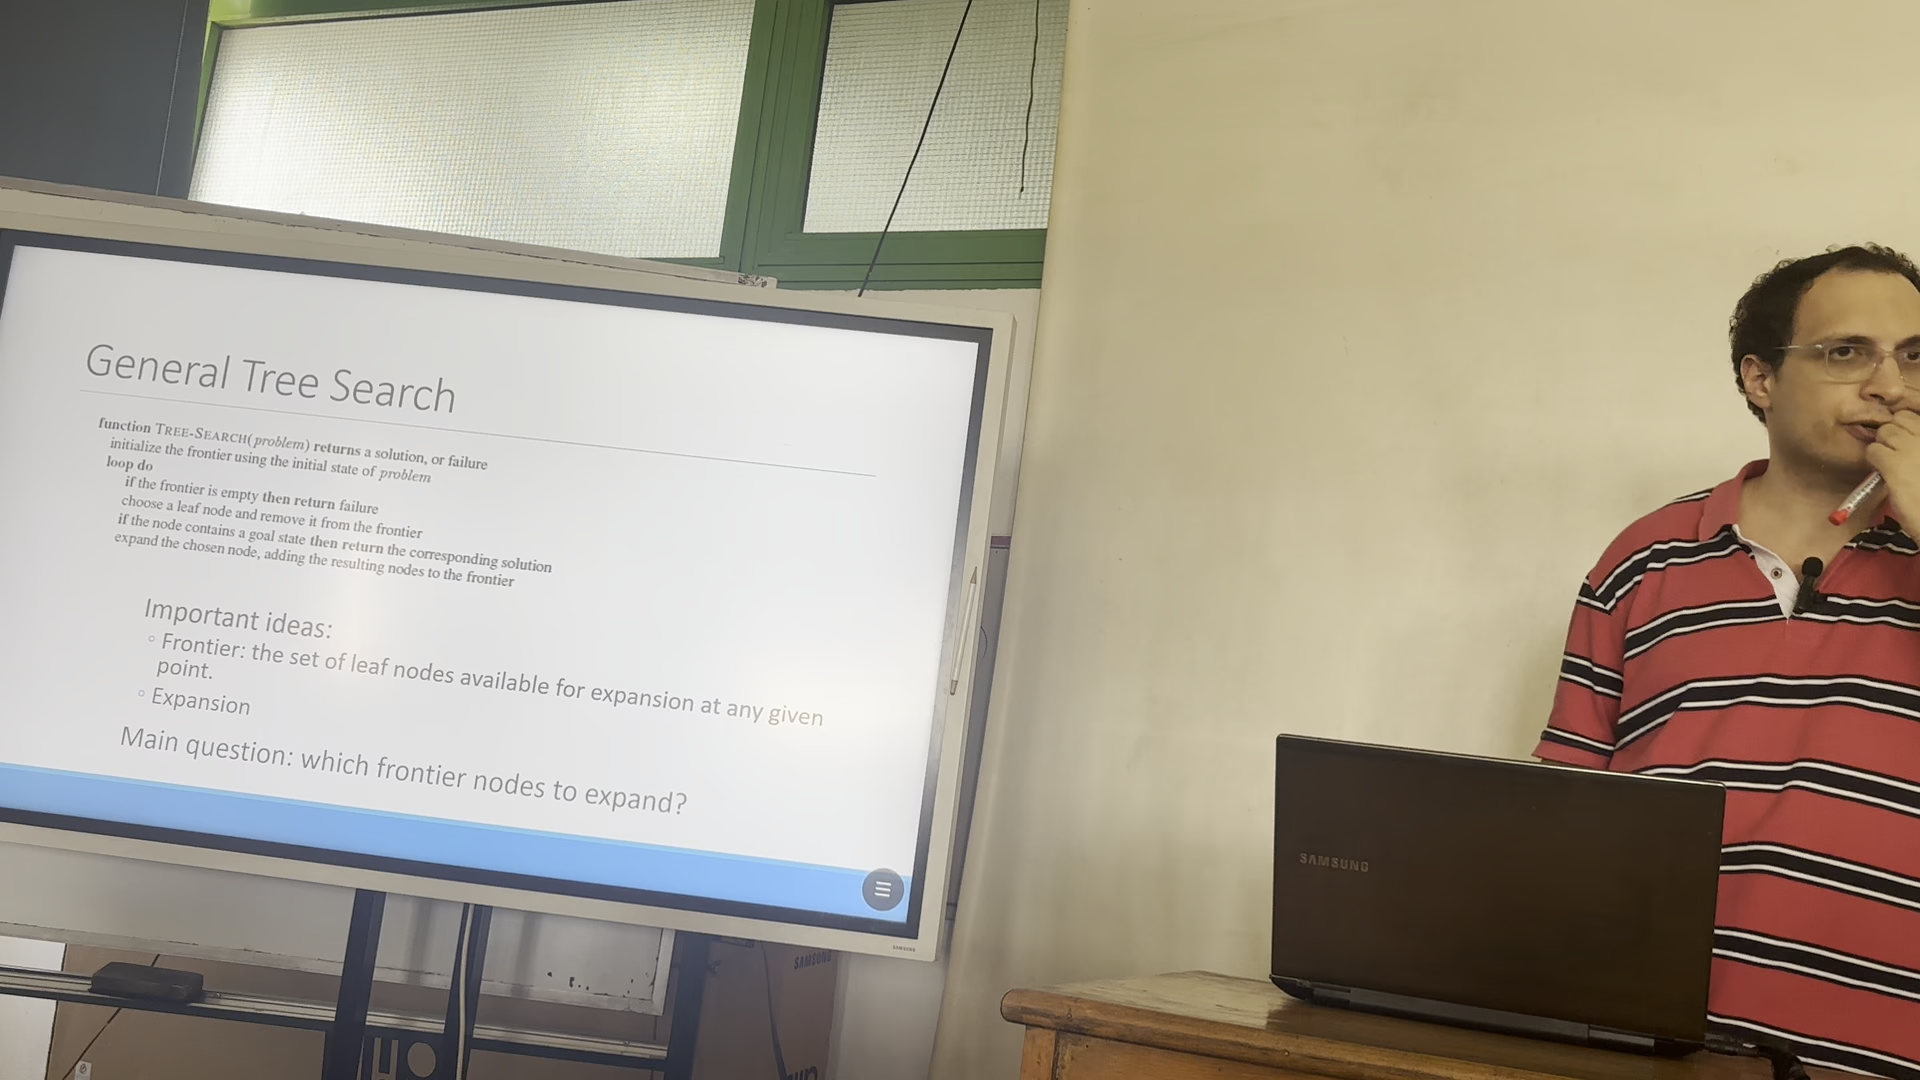 General Tree Search
function TREE-SEARCH(problem) returns a solution, or failure
initialize the frontier using the initial state of problem
loop do
if the frontier is empty then return failure
choose a leaf node and remove it from the frontier
if the node contains a goal state then return the corresponding solution
expand the chosen node, adding the resulting nodes to the frontier
Important ideas:
◦ Frontier: the set of leaf nodes available for expansion at any given
point.
◦ Expansion
Main question: which frontier nodes to expand?
SAMSUNG
SAMSUNG
SAMSUNG